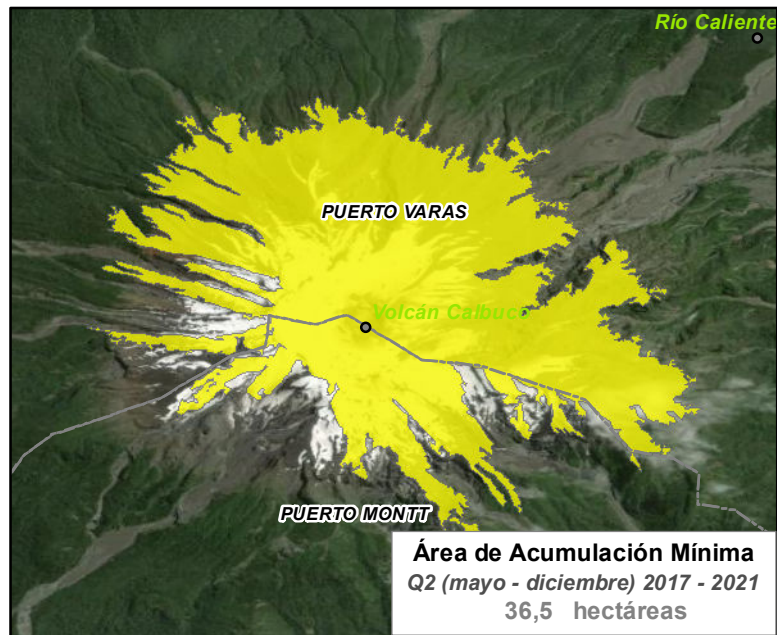 Río Caliente
PUERTO VARAS
Volcán Calbuco
PUERTO MONTT
Área de Acumulación Mínima
Q2 (mayo - diciembre) 2017 - 2021
36,5 hectáreas